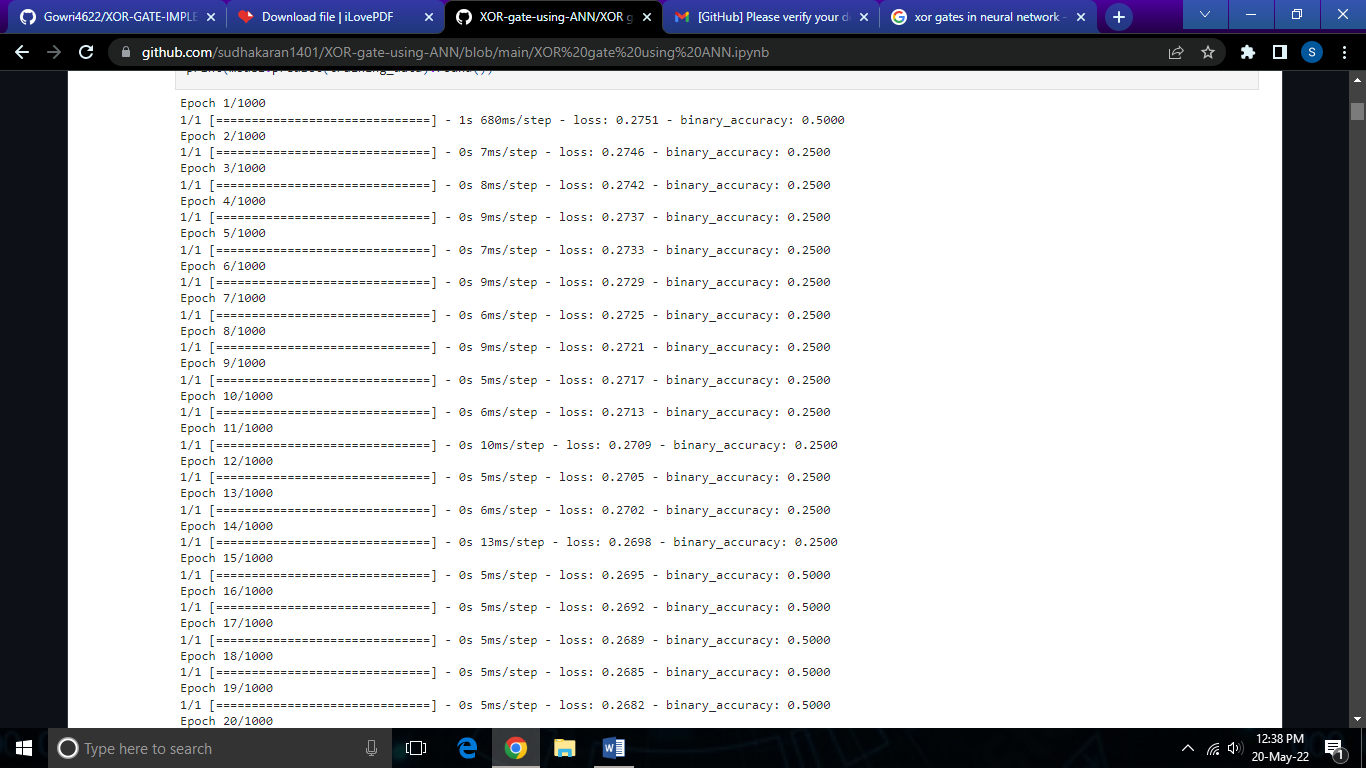 Gowri4622/XOR-GATE-IMPLE
Download file | iLovePDF
XOR-gate-using-ANN/XOR g
[GitHub] Please verify your d
xor gates in neural network -
github.com/sudhakaran1401/XOR-gate-using-ANN/blob/main/XOR%20gate%20using%20ANN.ipynb
S
Epoch 1/1000
1/1 [==============================] - 1s 680ms/step - loss: 0.2751 - binary_accuracy: 0.5000
Epoch 2/1000
1/1 [==============================] - 0s 7ms/step - loss: 0.2746 - binary_accuracy: 0.2500
Epoch 3/1000
1/1 [==============================] - 0s 8ms/step - loss: 0.2742 - binary_accuracy: 0.2500
Epoch 4/1000
1/1 [==============================] - 0s 9ms/step - loss: 0.2737 - binary_accuracy: 0.2500
Epoch 5/1000
1/1 [==============================] - 0s 7ms/step - loss: 0.2733 - binary_accuracy: 0.2500
Epoch 6/1000
1/1 [==============================] - 0s 9ms/step - loss: 0.2729 - binary_accuracy: 0.2500
Epoch 7/1000
1/1 [==============================] - 0s 6ms/step - loss: 0.2725 - binary_accuracy: 0.2500
Epoch 8/1000
1/1 [==============================] - 0s 9ms/step - loss: 0.2721 - binary_accuracy: 0.2500
Epoch 9/1000
1/1 [==============================] - 0s 5ms/step - loss: 0.2717 - binary_accuracy: 0.2500
Epoch 10/1000
1/1 [==============================] - 0s 6ms/step - loss: 0.2713 - binary_accuracy: 0.2500
Epoch 11/1000
1/1 [==============================] - 0s 10ms/step - loss: 0.2709 - binary_accuracy: 0.2500
Epoch 12/1000
1/1 [==============================] - 0s 5ms/step - loss: 0.2705 - binary_accuracy: 0.2500
Epoch 13/1000
1/1 [==============================] - 0s 6ms/step - loss: 0.2702 - binary_accuracy: 0.2500
Epoch 14/1000
1/1 [==============================] - 0s 13ms/step - loss: 0.2698 - binary_accuracy: 0.2500
Epoch 15/1000
1/1 [==============================] - 0s 5ms/step - loss: 0.2695 - binary_accuracy: 0.5000
Epoch 16/1000
1/1 [==============================] - 0s 5ms/step - loss: 0.2692 - binary_accuracy: 0.5000
Epoch 17/1000
1/1 [==============================] - 0s 5ms/step - loss: 0.2689 - binary_accuracy: 0.5000
Epoch 18/1000
1/1 [==============================] - 0s 5ms/step - loss: 0.2685 - binary_accuracy: 0.5000
Epoch 19/1000
1/1 [==============================] - 0s 5ms/step - loss: 0.2682 - binary_accuracy: 0.5000
Epoch 20/1000
Type here to search
12:38 PM
20-May-22
1